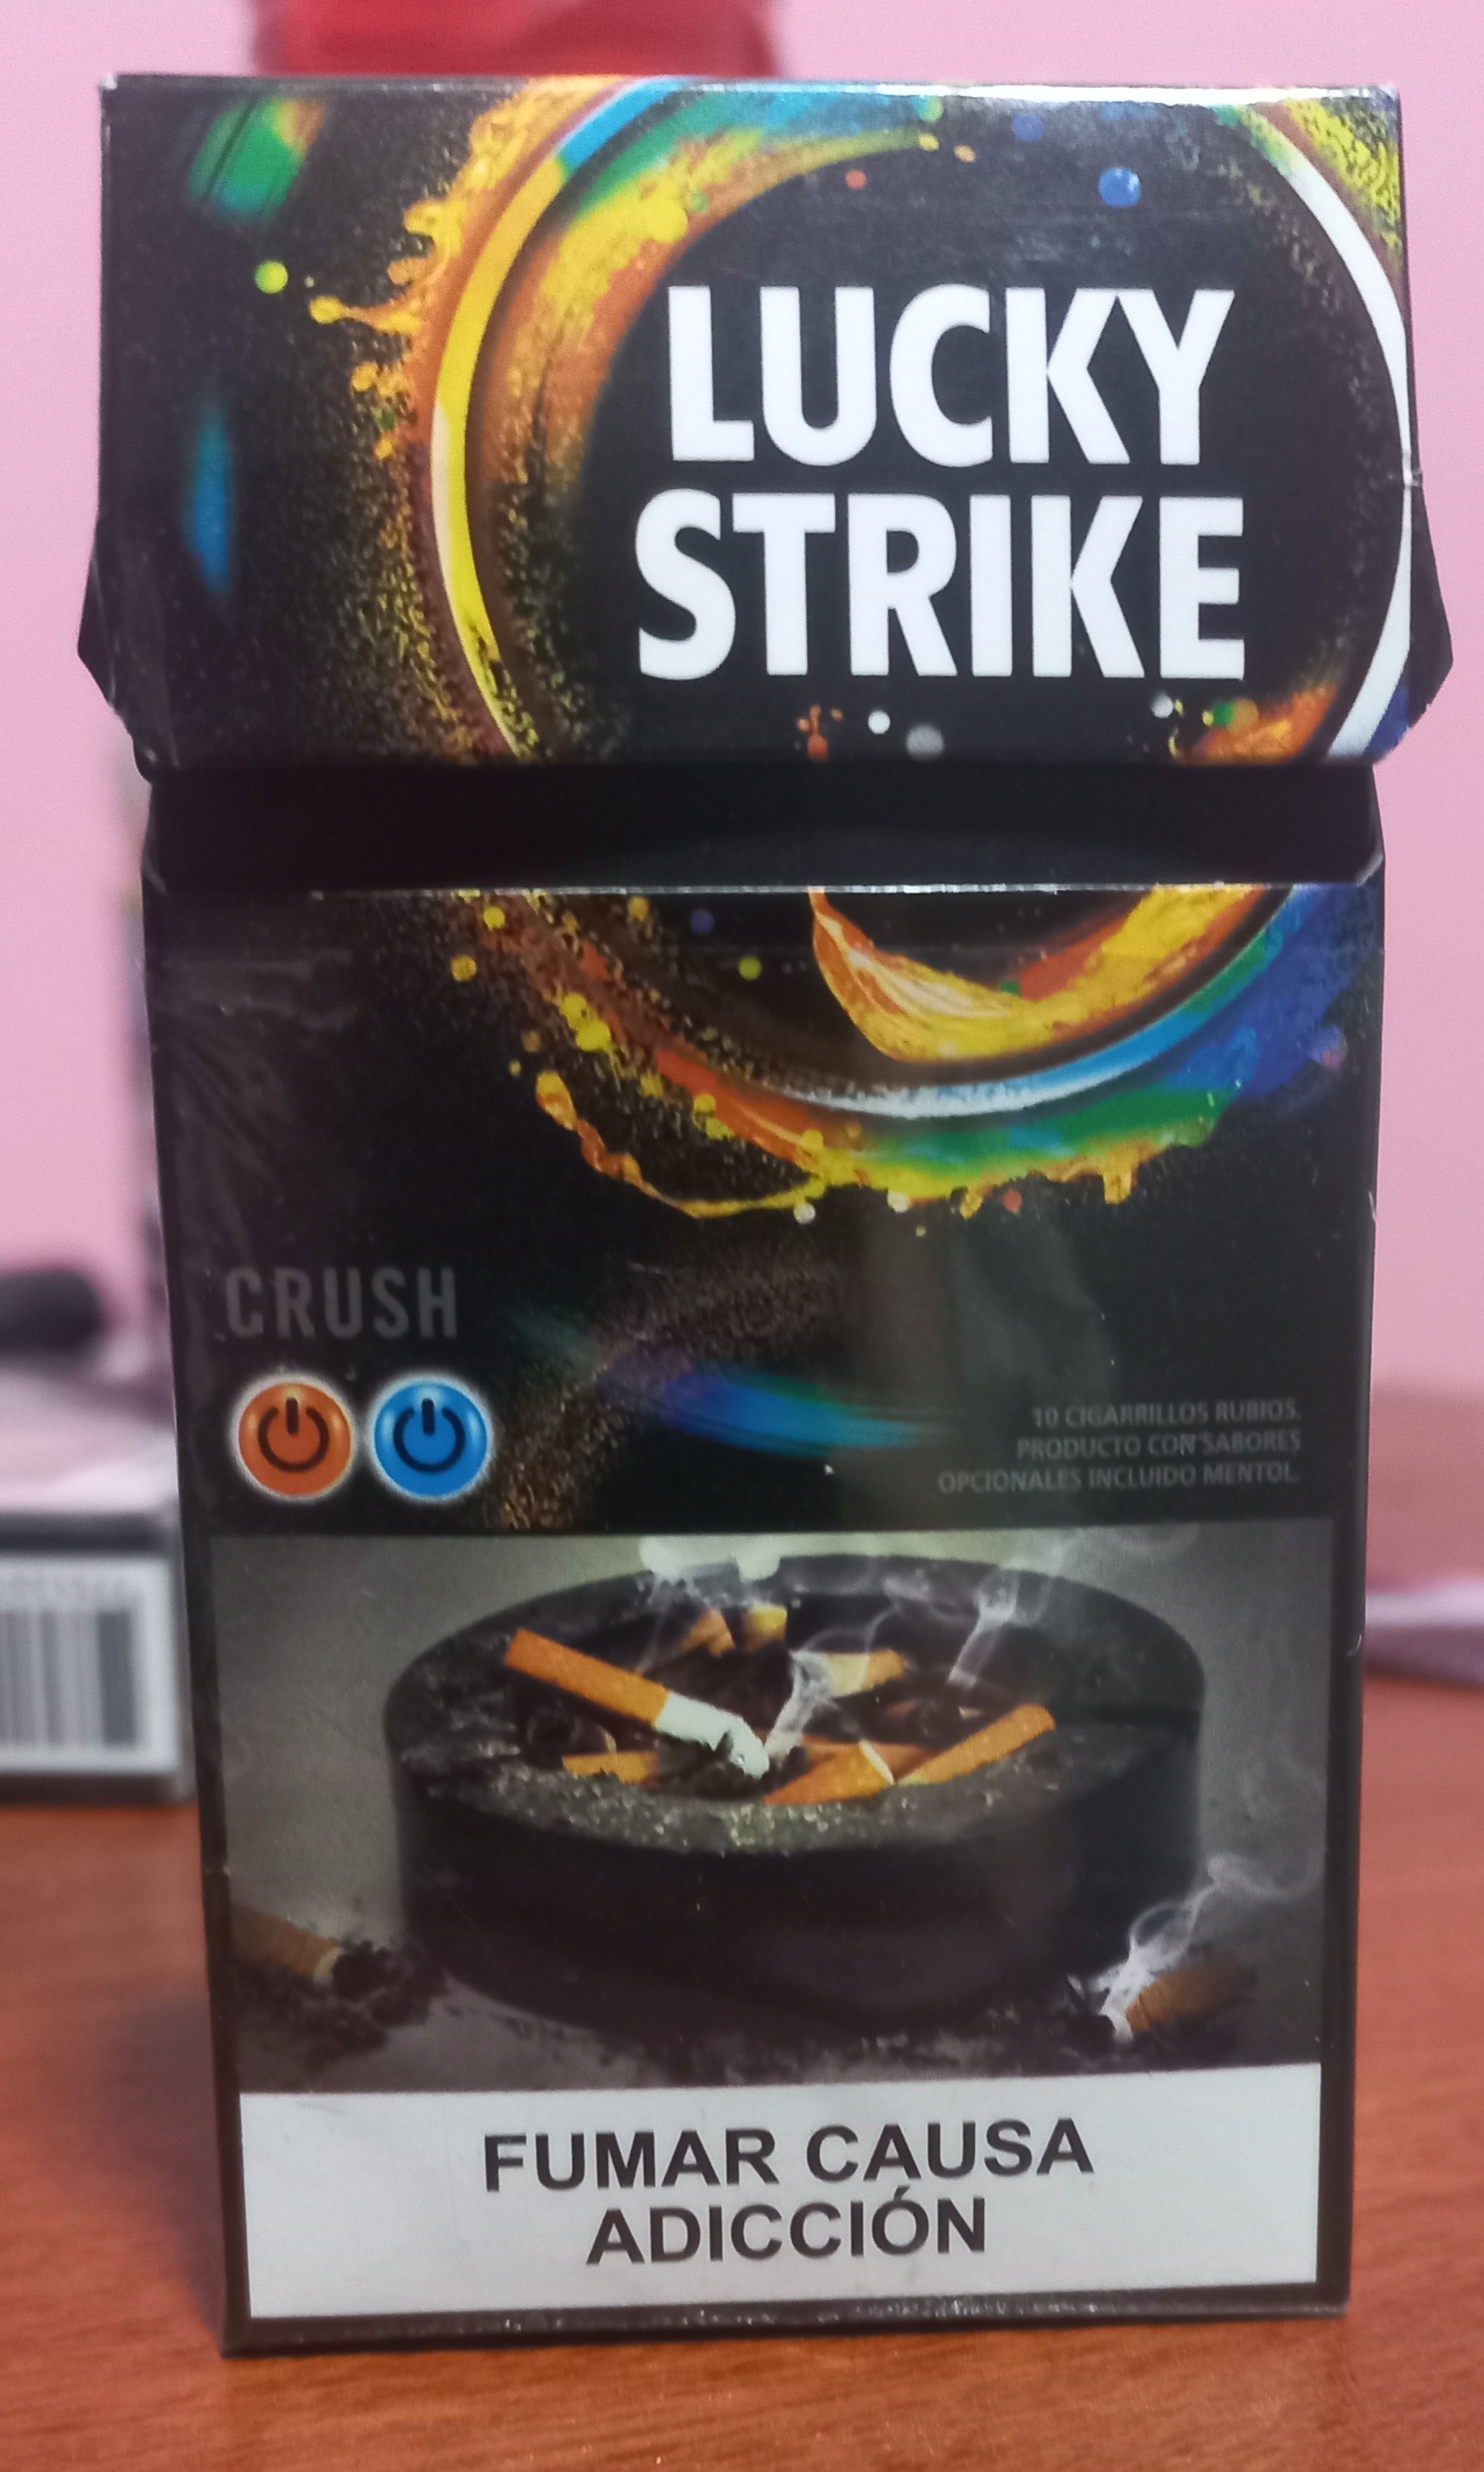 LUCKY
STRIKE
CRUSH
10 CIGARRILLOS RUBIOS.
PRODUCTO CON SABORES
OPCIONALES INCLUIDO MENTOL.
FUMAR CAUSA
ADICCIÓN